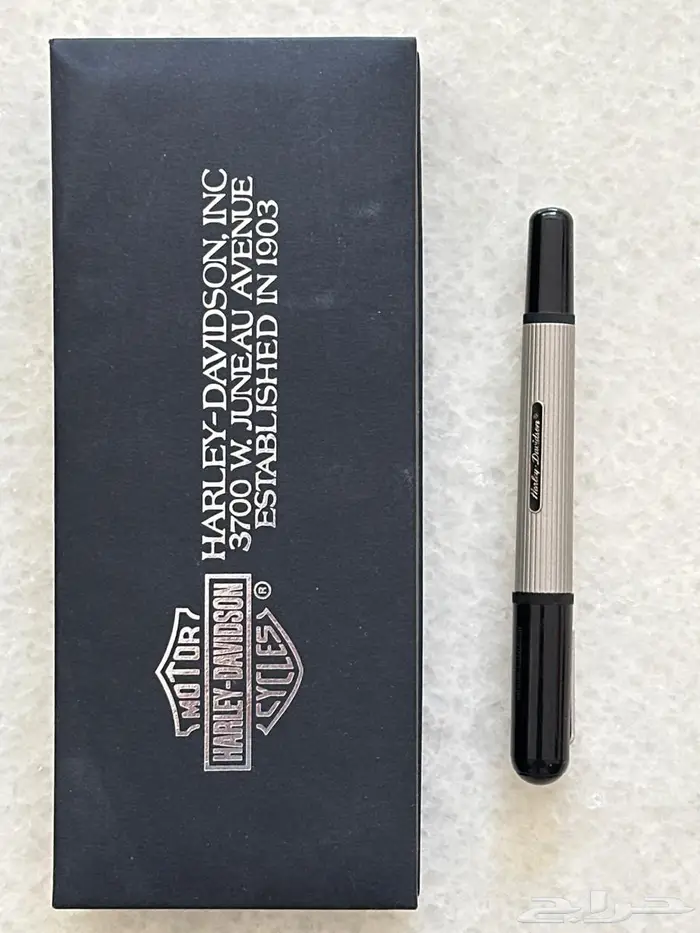 HARLEY-DAVIDSON, INC
3700 W. JUNEAU AVENUE
ESTABLISHED IN 1903
MOTOR
HARLEY-DAVIDSON
CYCLES
®
Harley-Davidson
حراج